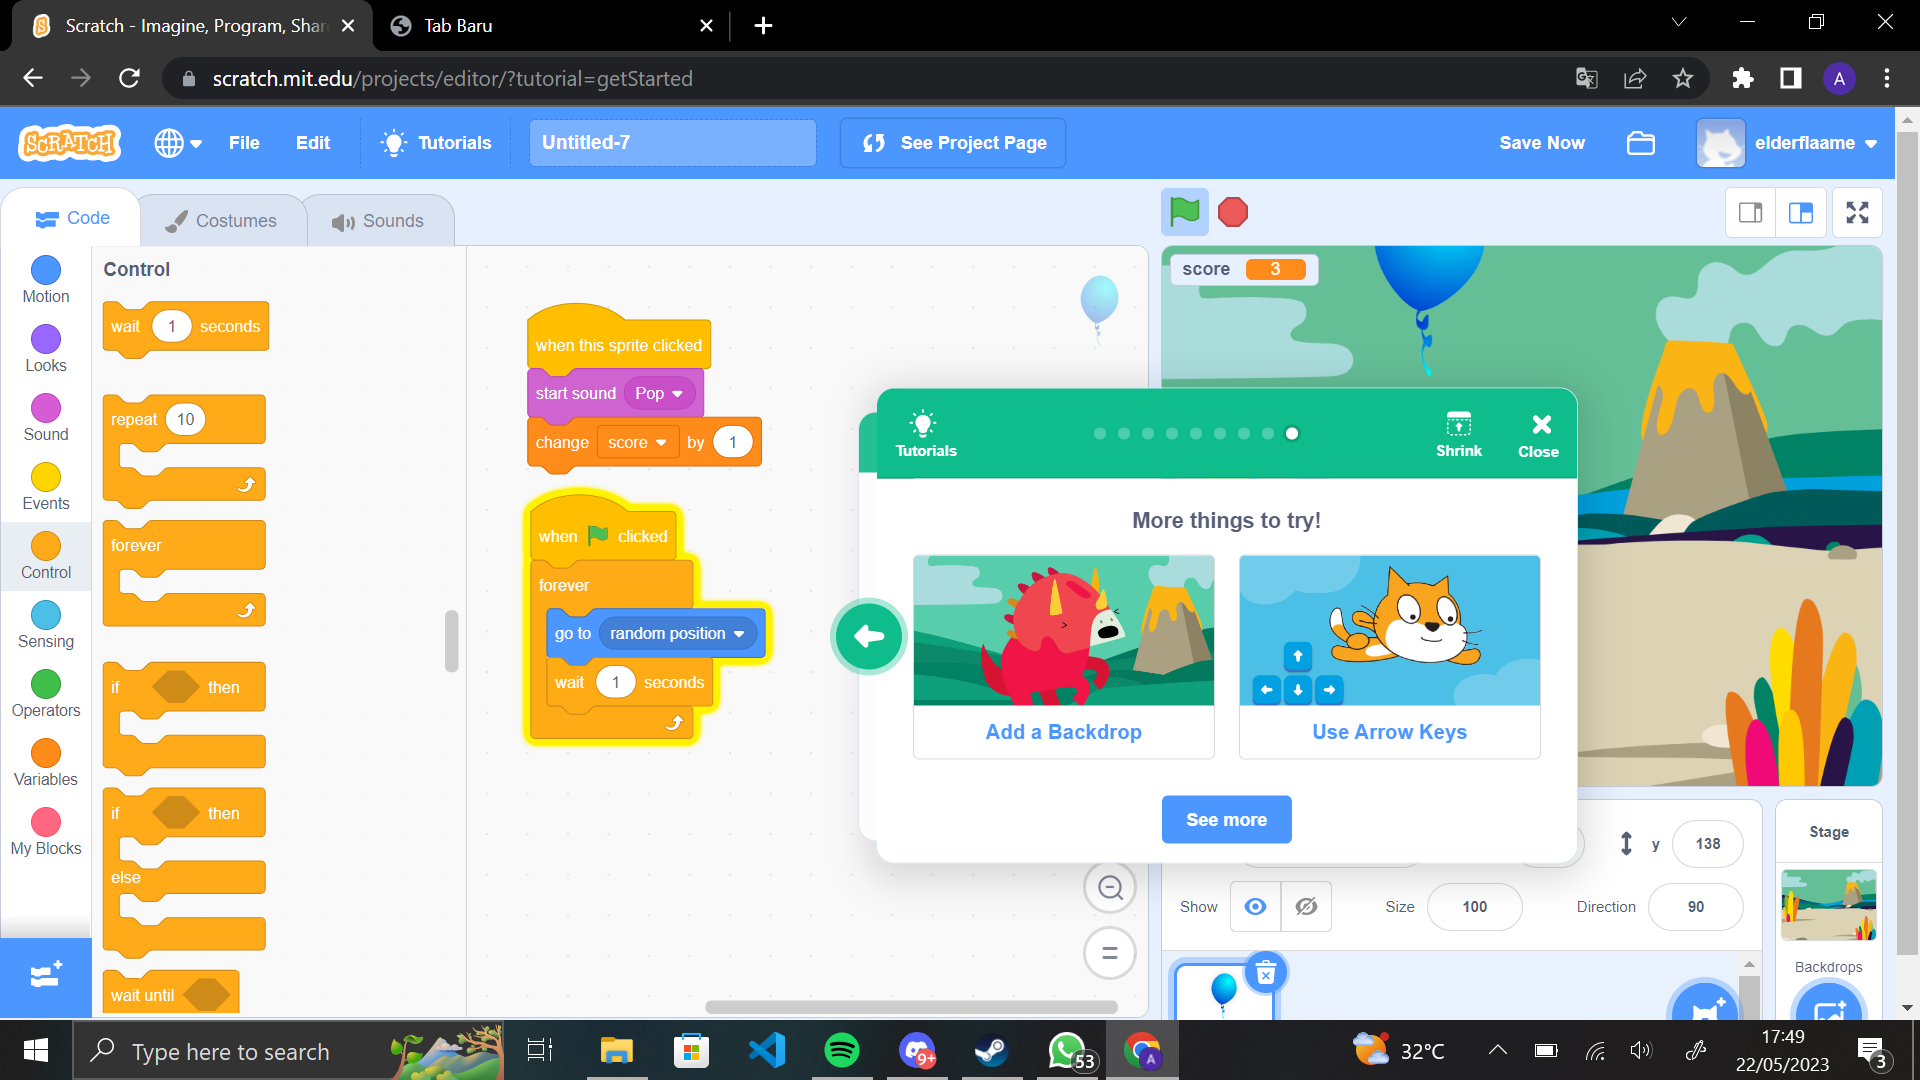 Scratch - Imagine, Program, Shar
Tab Baru
scratch.mit.edu/projects/editor/?tutorial=getStarted
A
SCRATCH
File
Edit
Tutorials
Untitled-7
See Project Page
Save Now
elderflaame
Code
Costumes
Sounds
Motion
Looks
Sound
Events
Control
Sensing
Operators
Variables
My Blocks
Control
wait 1 seconds
repeat 10
forever
if then
if then
else
wait until
when this sprite clicked
start sound Pop
change score by 1
when clicked
forever
go to random position
wait 1 seconds
score 3
Tutorials
Shrink
Close
More things to try!
Add a Backdrop
Use Arrow Keys
See more
y 138
Show
Size 100
Direction 90
Stage
Backdrops
Type here to search
9+
53
A
32°C
17:49
22/05/2023
3